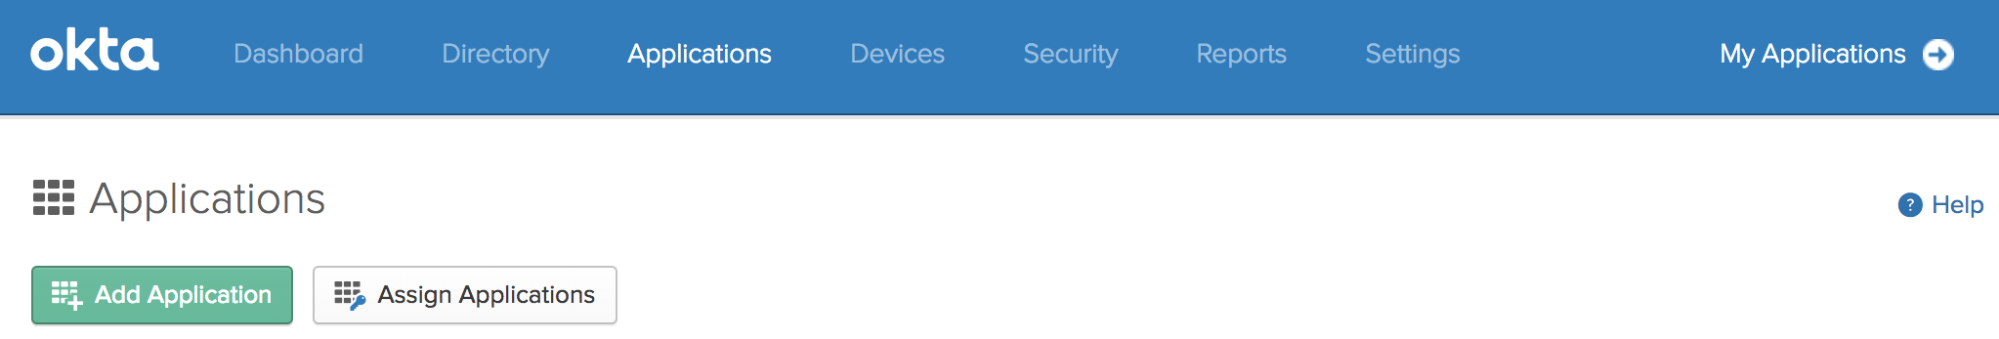 okta Dashboard Directory Applications Devices Security Reports Settings My Applications
Applications
? Help
Add Application Assign Applications